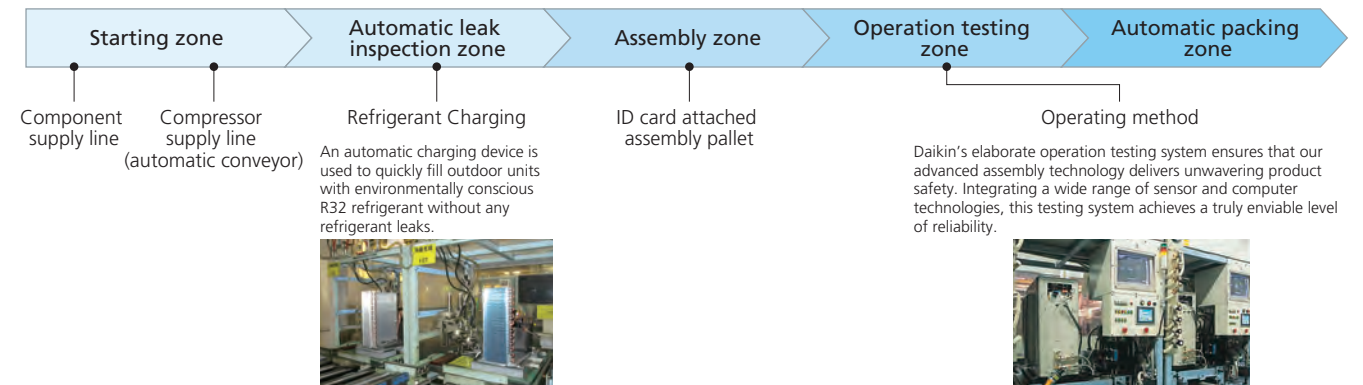 Starting zone
Automatic leak
inspection zone
Assembly zone
Operation testing
zone
Automatic packing
zone
Component
supply line
Compressor
supply line
(automatic conveyor)
Refrigerant Charging
An automatic charging device is
used to quickly fill outdoor units
with environmentally conscious
R32 refrigerant without any
refrigerant leaks.
ID card attached
assembly pallet
Operating method
Daikin's elaborate operation testing system ensures that our
advanced assembly technology delivers unwavering product
safety. Integrating a wide range of sensor and computer
technologies, this testing system achieves a truly enviable level
of reliability.